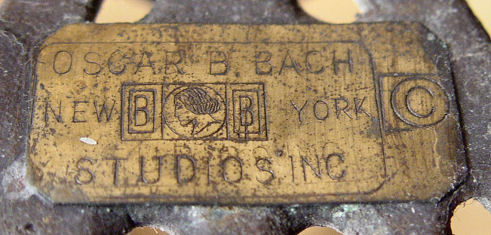 OSCAR B. BACH
NEW B B YORK ©
STUDIOS INC